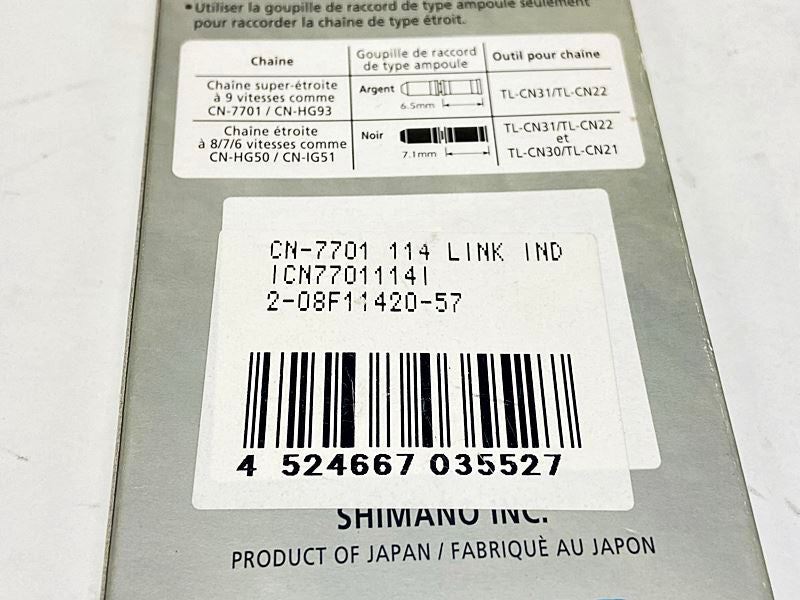 •Utiliser la goupille de raccord de type ampoule seulement
pour raccorder la chaîne de type étroit.
Chaîne
Goupille de raccord
de type ampoule
Outil pour chaîne
Chaîne super-étroite
à 9 vitesses comme
CN-7701 / CN-HG93
Argent
6.5mm
TL-CN31/TL-CN22
Chaîne étroite
à 8/7/6 vitesses comme
CN-HG50 / CN-IG51
Noir
7.1mm
TL-CN31/TL-CN22
et
TL-CN30/TL-CN21
CN-7701 114 LINK IND
ICN7701114I
2-08F11420-57
4 524667 035527
SHIMANO INC.
PRODUCT OF JAPAN / FABRIQUÈ AU JAPON